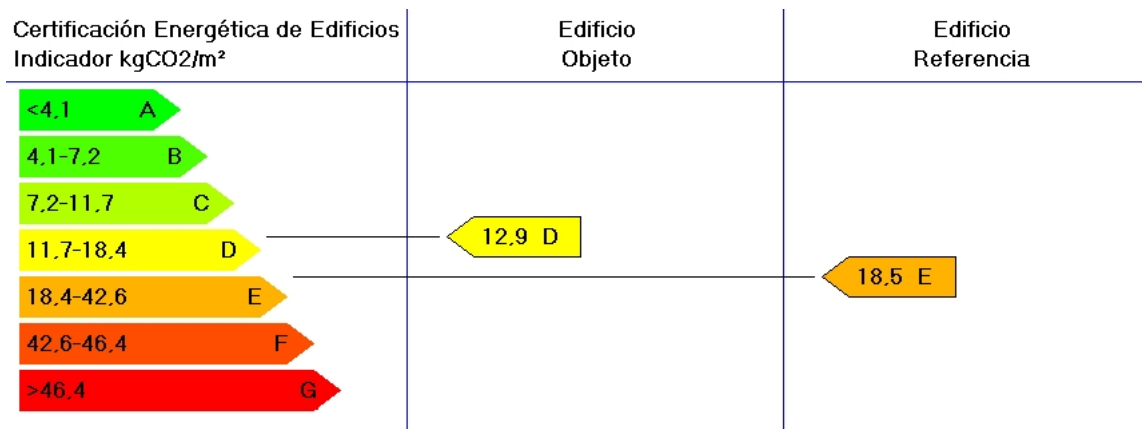 Certificación Energética de Edificios
Indicador kgCO2/m²
Edificio
Objeto
Edificio
Referencia
<4,1 A
4,1-7,2 B
7,2-11,7 C
11,7-18,4 D
12,9 D
18,4-42,6 E
18,5 E
42,6-46,4 F
>46,4 G